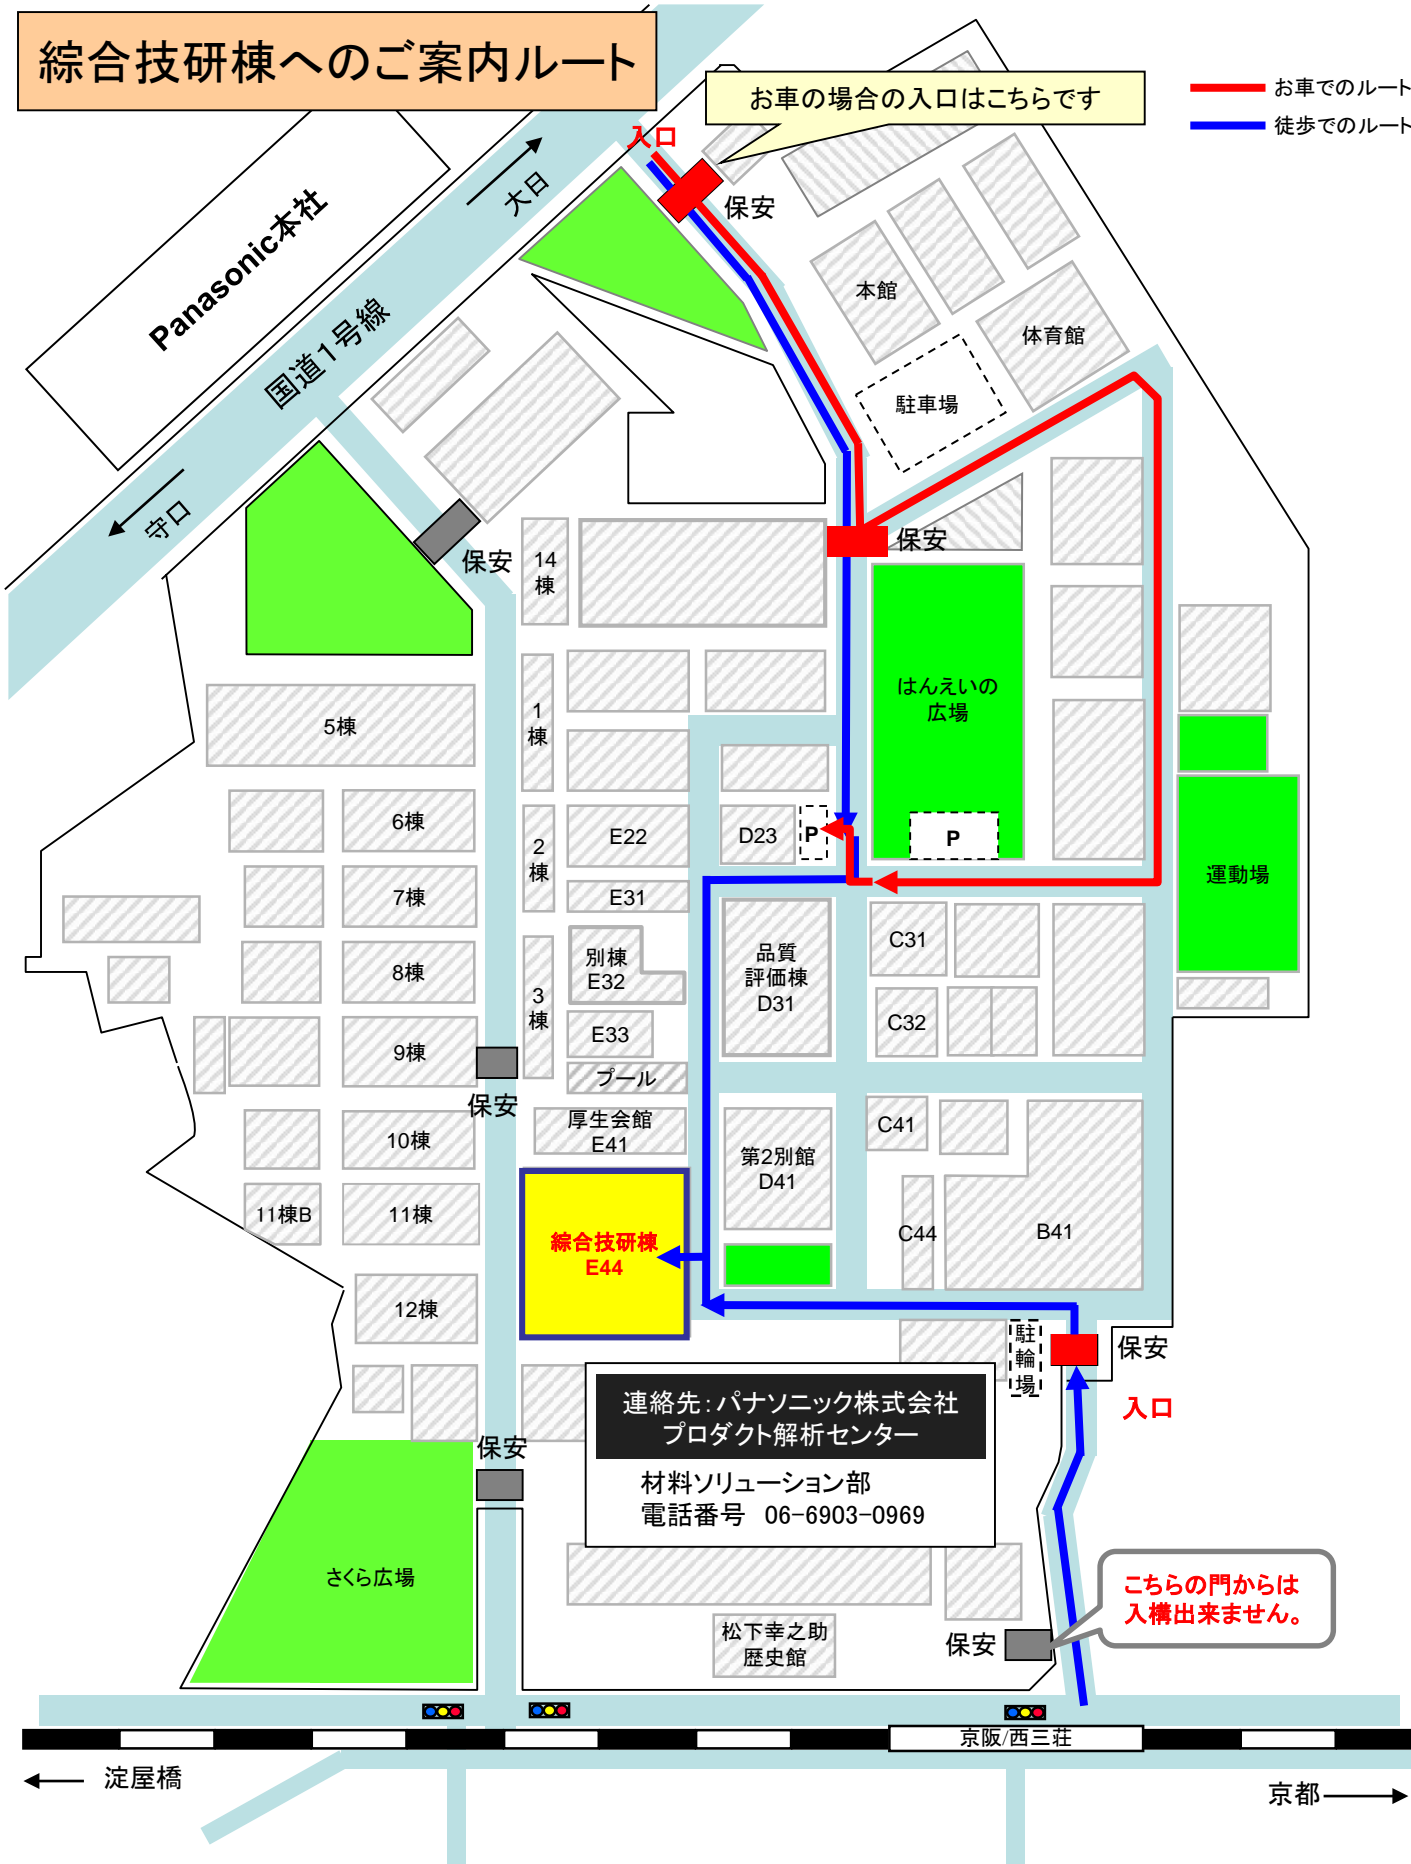 綜合技研棟へのご案内ルート
お車の場合の入口はこちらです
お車でのルート
徒歩でのルート
入口
保安
大日
Panasonic本社
国道1号線
守口
本館
体育館
駐車場
保安
保安
14
棟
はんえいの
広場
P
5棟
1
棟
6棟
7棟
8棟
9棟
10棟
11棟B
11棟
12棟
2
棟
3
棟
E22
E31
別棟
E32
E33
プール
厚生会館
E41
D23
P
品質
評価棟
D31
C31
C32
運動場
保安
第2別館
D41
C41
C44
B41
綜合技研棟
E44
駐
輪
場
保安
入口
連絡先：パナソニック株式会社
プロダクト解析センター
材料ソリューション部
電話番号 06-6903-0969
保安
さくら広場
松下幸之助
歴史館
保安
こちらの門からは
入構出来ません。
京阪/西三荘
淀屋橋
京都